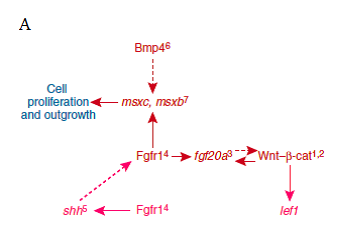 A
Bmp4⁶
Cell
proliferation
and outgrowth
msxc, msxb⁷
Fgfr1⁴
fgf20a³
Wnt–β-cat¹,²
shh⁵
Fgfr1⁴
lef1